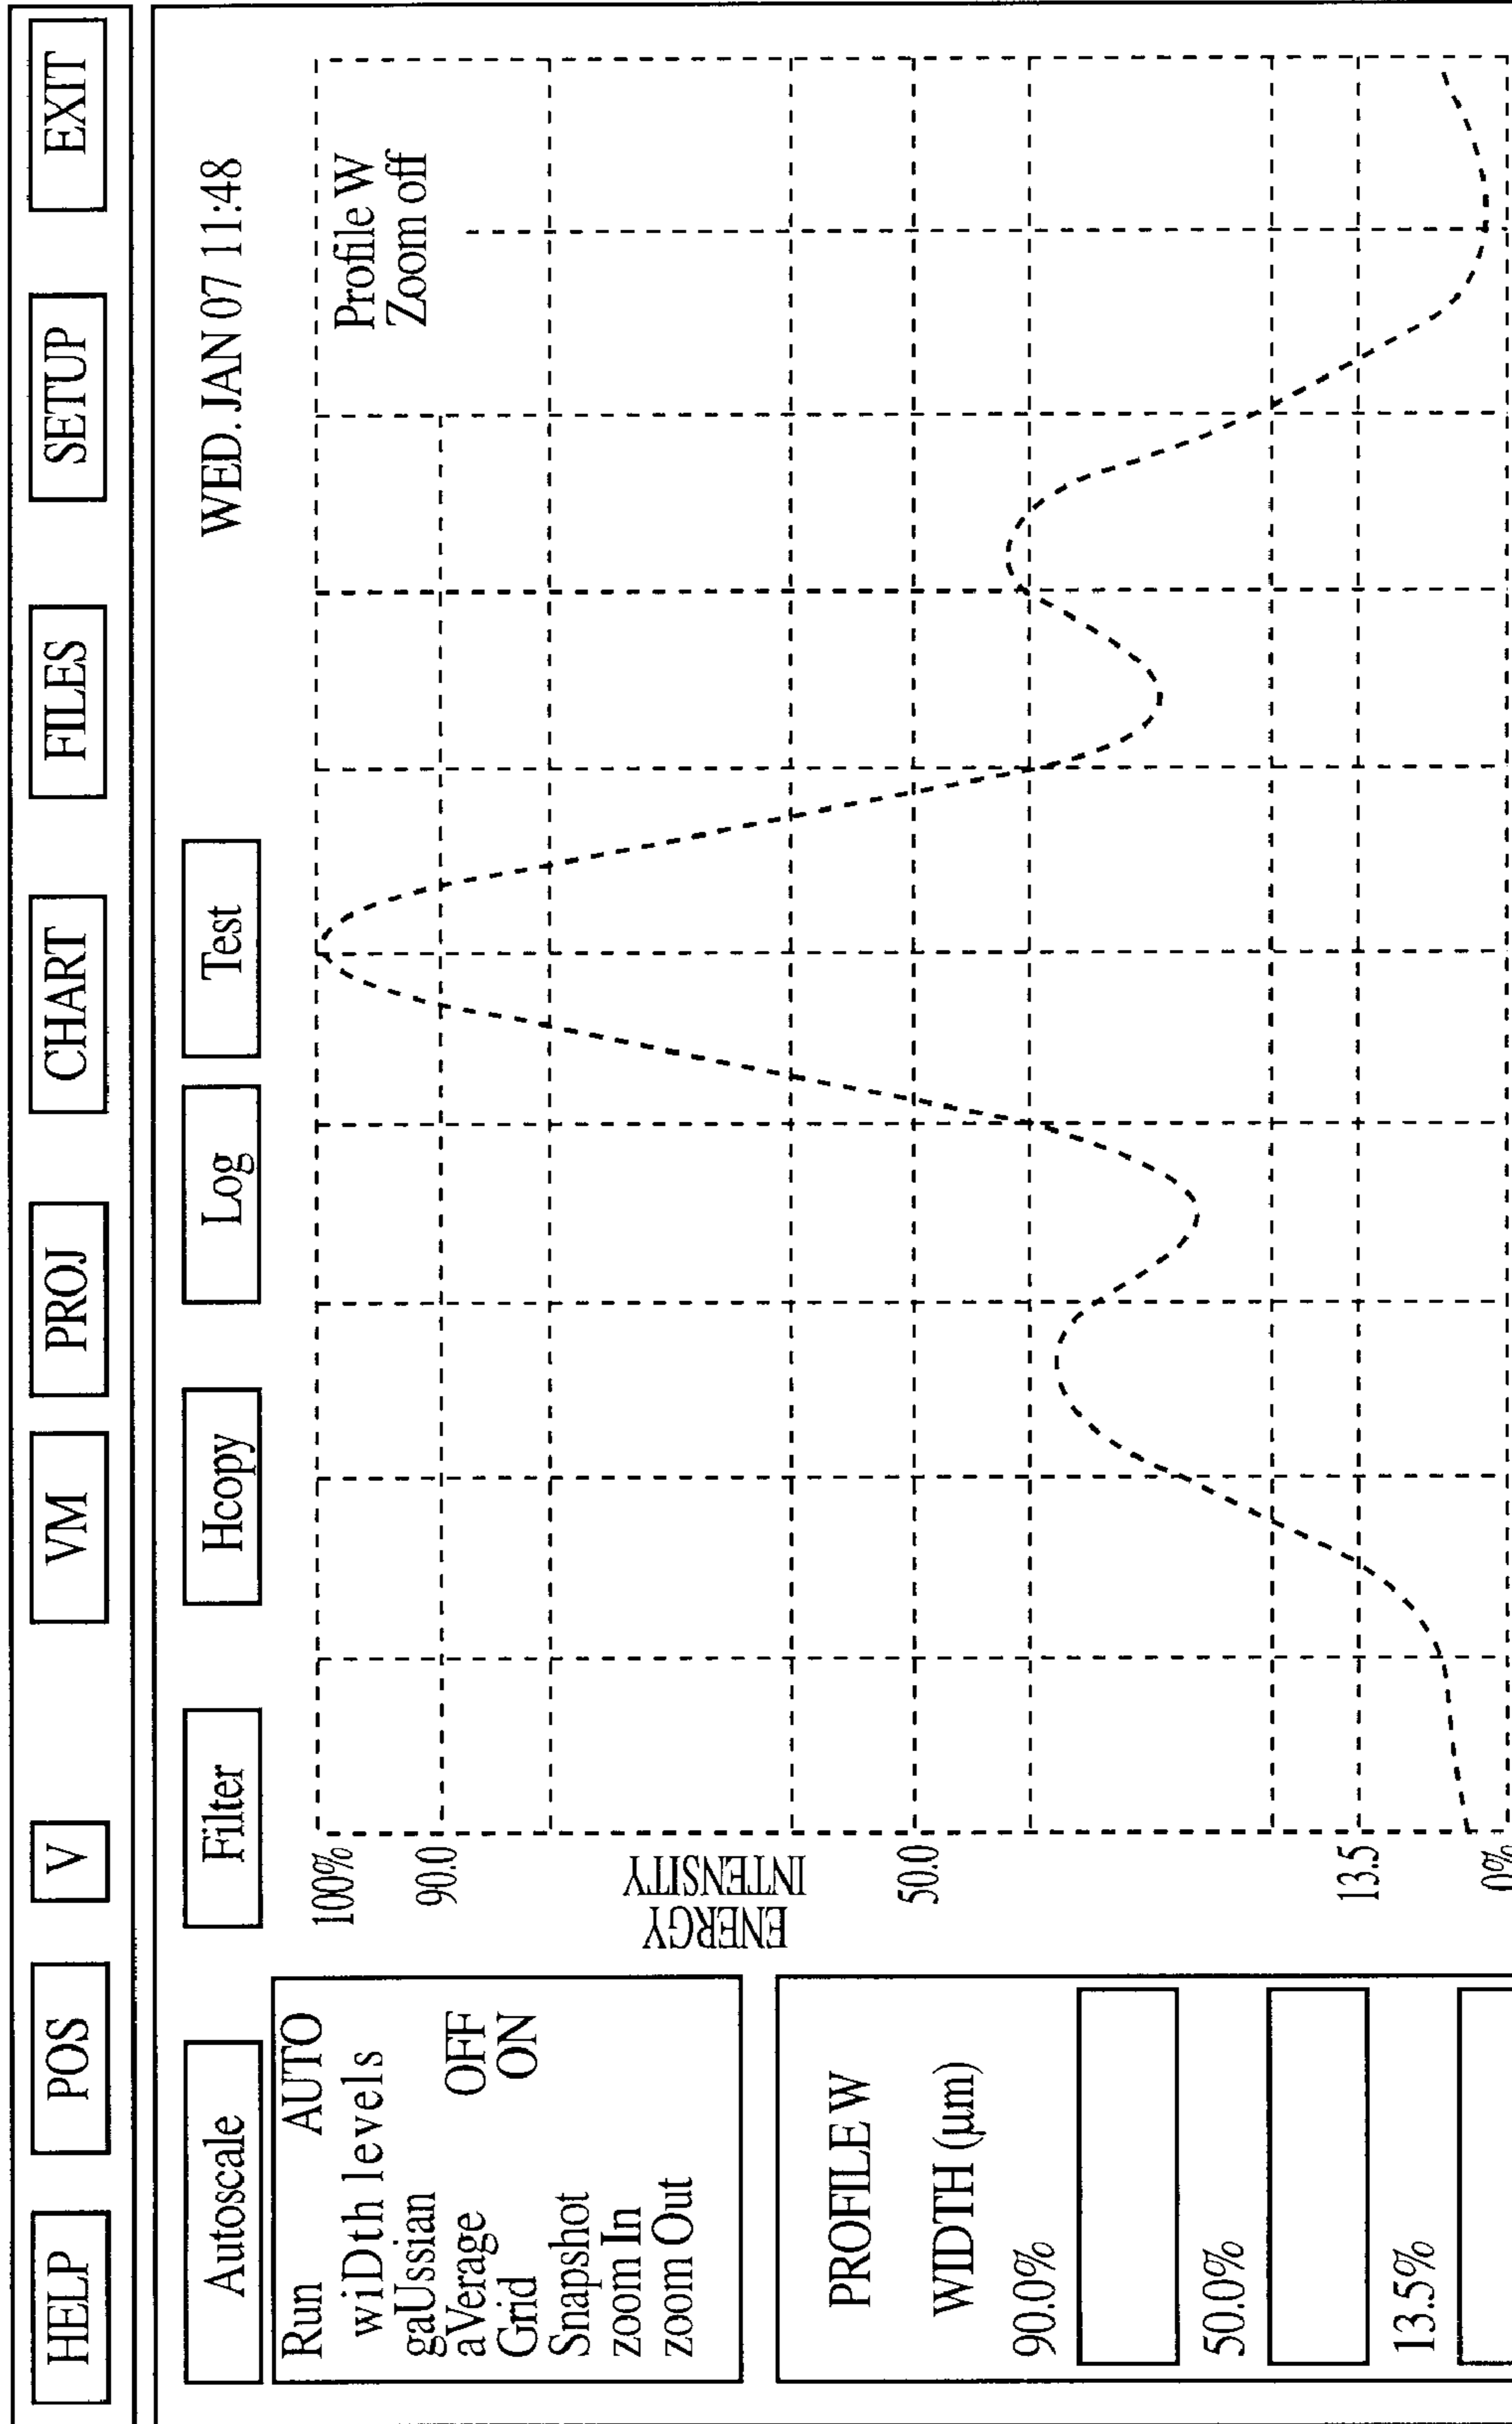 HELP POS V VM PROJ CHART FILES SETUP EXIT
WED. JAN 07 11:48
Autoscale Filter Hcopy Log Test
Run AUTO
wiDth levels
gaUssian
aVerage OFF
Grid ON
Snapshot
zoom In
zoom Out
PROFILE W
WIDTH (µm)
90.0%
50.0%
13.5%
ENERGY
INTENSITY
100%
90.0
50.0
13.5
0%
Profile W
Zoom off